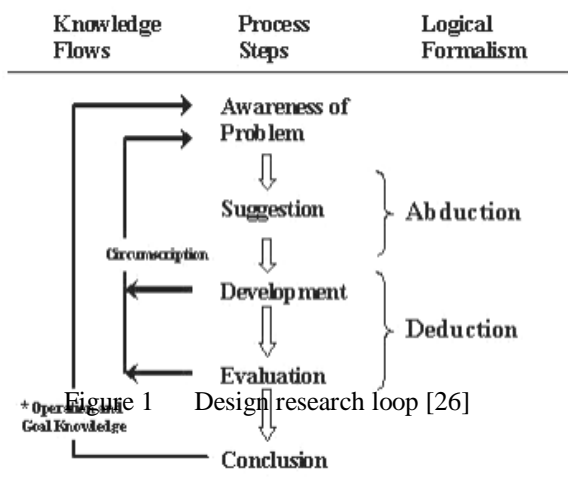 Knowledge Process Logical
Flows Steps Formalism
Awareness of
Problem
Suggestion
Abduction
Circumscription
Development
Deduction
Evaluation
Figure 1 Design research loop [26]
* and
Goal Knowledge
Conclusion